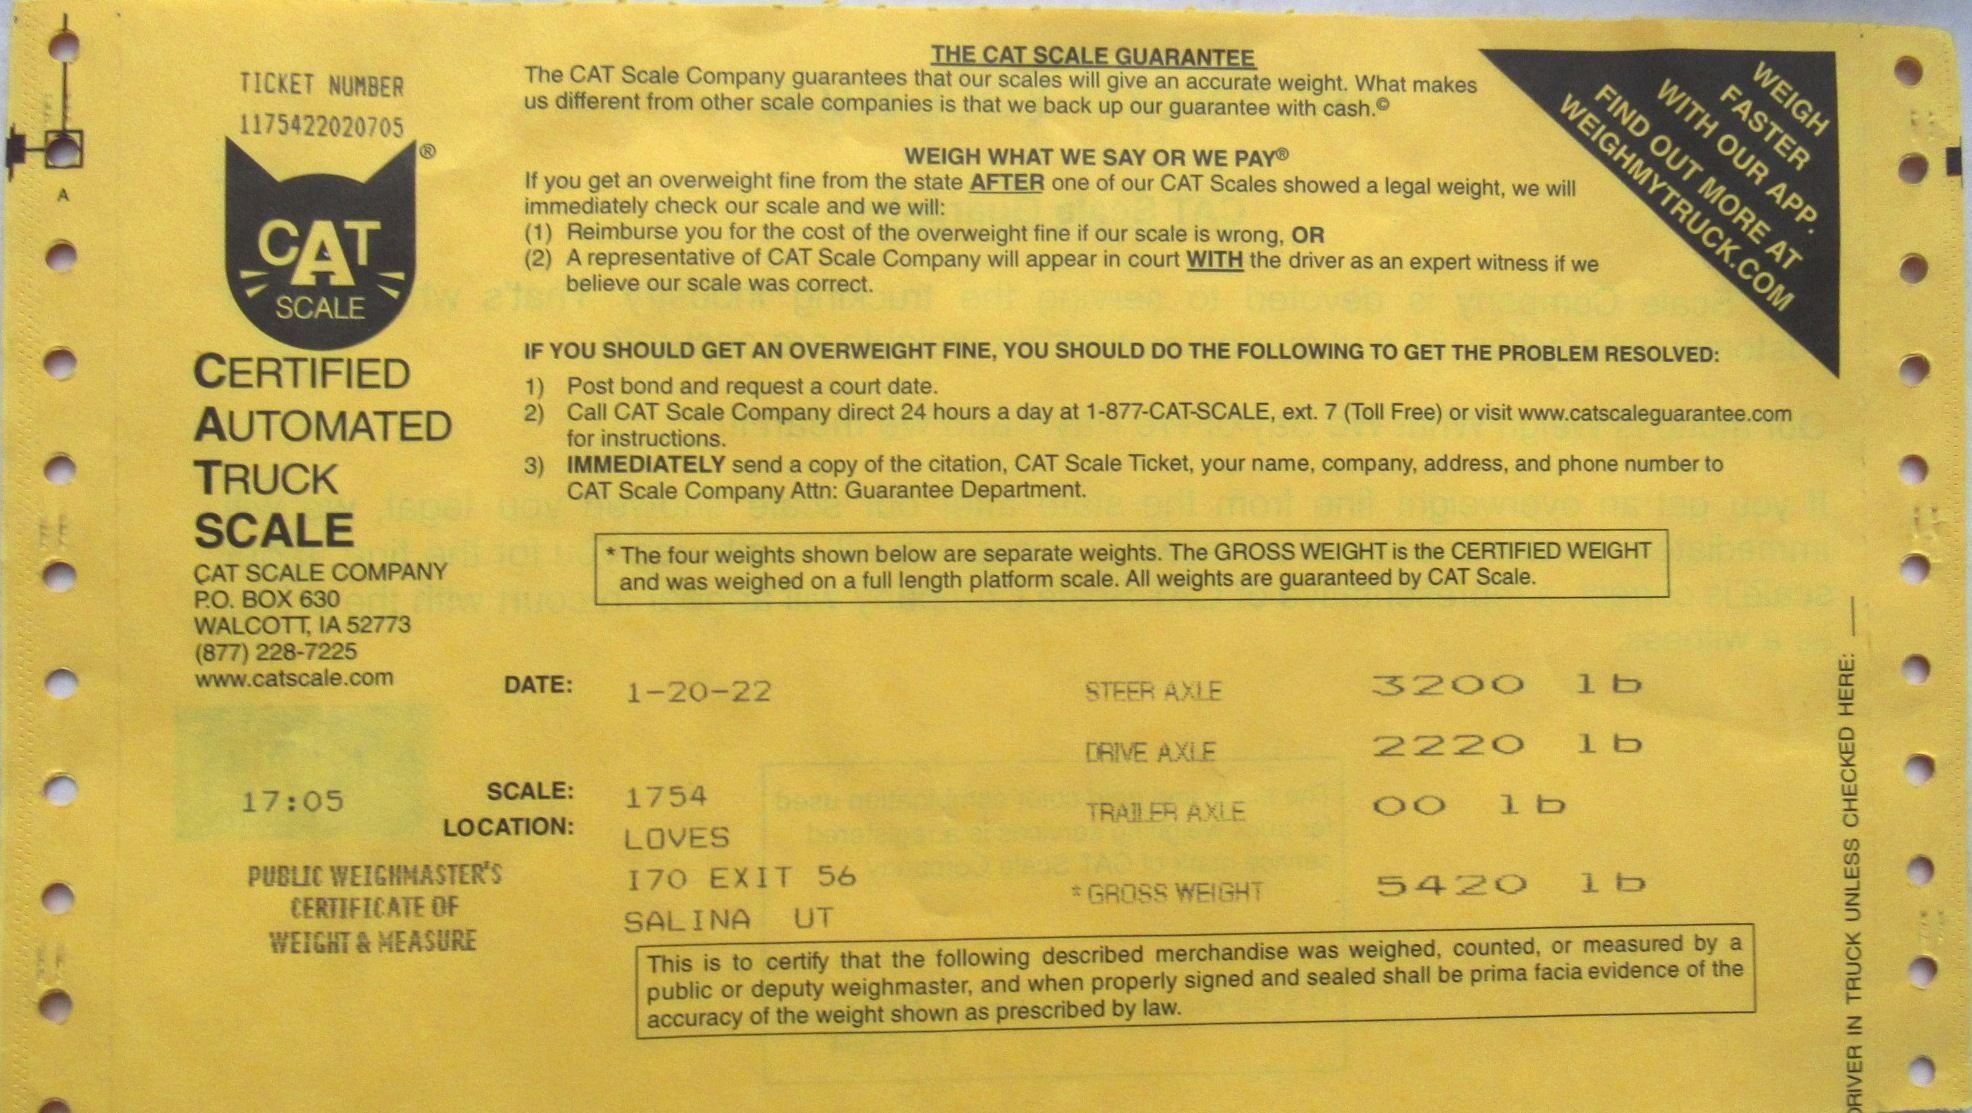 TICKET NUMBER
1175422020705
A
CAT
SCALE
®
CERTIFIED
AUTOMATED
TRUCK
SCALE
CAT SCALE COMPANY
P.O. BOX 630
WALCOTT, IA 52773
(877) 228-7225
www.catscale.com
THE CAT SCALE GUARANTEE
The CAT Scale Company guarantees that our scales will give an accurate weight. What makes
us different from other scale companies is that we back up our guarantee with cash.©
WEIGH WHAT WE SAY OR WE PAY®
If you get an overweight fine from the state AFTER one of our CAT Scales showed a legal weight, we will
immediately check our scale and we will:
(1) Reimburse you for the cost of the overweight fine if our scale is wrong, OR
(2) A representative of CAT Scale Company will appear in court WITH the driver as an expert witness if we
believe our scale was correct.
WEIGH
FASTER
WITH OUR APP.
FIND OUT MORE AT
WEIGHMYTRUCK.COM
IF YOU SHOULD GET AN OVERWEIGHT FINE, YOU SHOULD DO THE FOLLOWING TO GET THE PROBLEM RESOLVED:
1) Post bond and request a court date.
2) Call CAT Scale Company direct 24 hours a day at 1-877-CAT-SCALE, ext. 7 (Toll Free) or visit www.catscaleguarantee.com
for instructions.
3) IMMEDIATELY send a copy of the citation, CAT Scale Ticket, your name, company, address, and phone number to
CAT Scale Company Attn: Guarantee Department.
* The four weights shown below are separate weights. The GROSS WEIGHT is the CERTIFIED WEIGHT
and was weighed on a full length platform scale. All weights are guaranteed by CAT Scale.
DATE: 1-20-22
17:05
SCALE: 1754
LOCATION: LOVES
I70 EXIT 56
SALINA UT
PUBLIC WEIGHMASTER'S
CERTIFICATE OF
WEIGHT & MEASURE
STEER AXLE 3200 lb
DRIVE AXLE 2220 lb
TRAILER AXLE 00 lb
* GROSS WEIGHT 5420 lb
This is to certify that the following described merchandise was weighed, counted, or measured by a
public or deputy weighmaster, and when properly signed and sealed shall be prima facia evidence of the
accuracy of the weight shown as prescribed by law.
DRIVER IN TRUCK UNLESS CHECKED HERE: